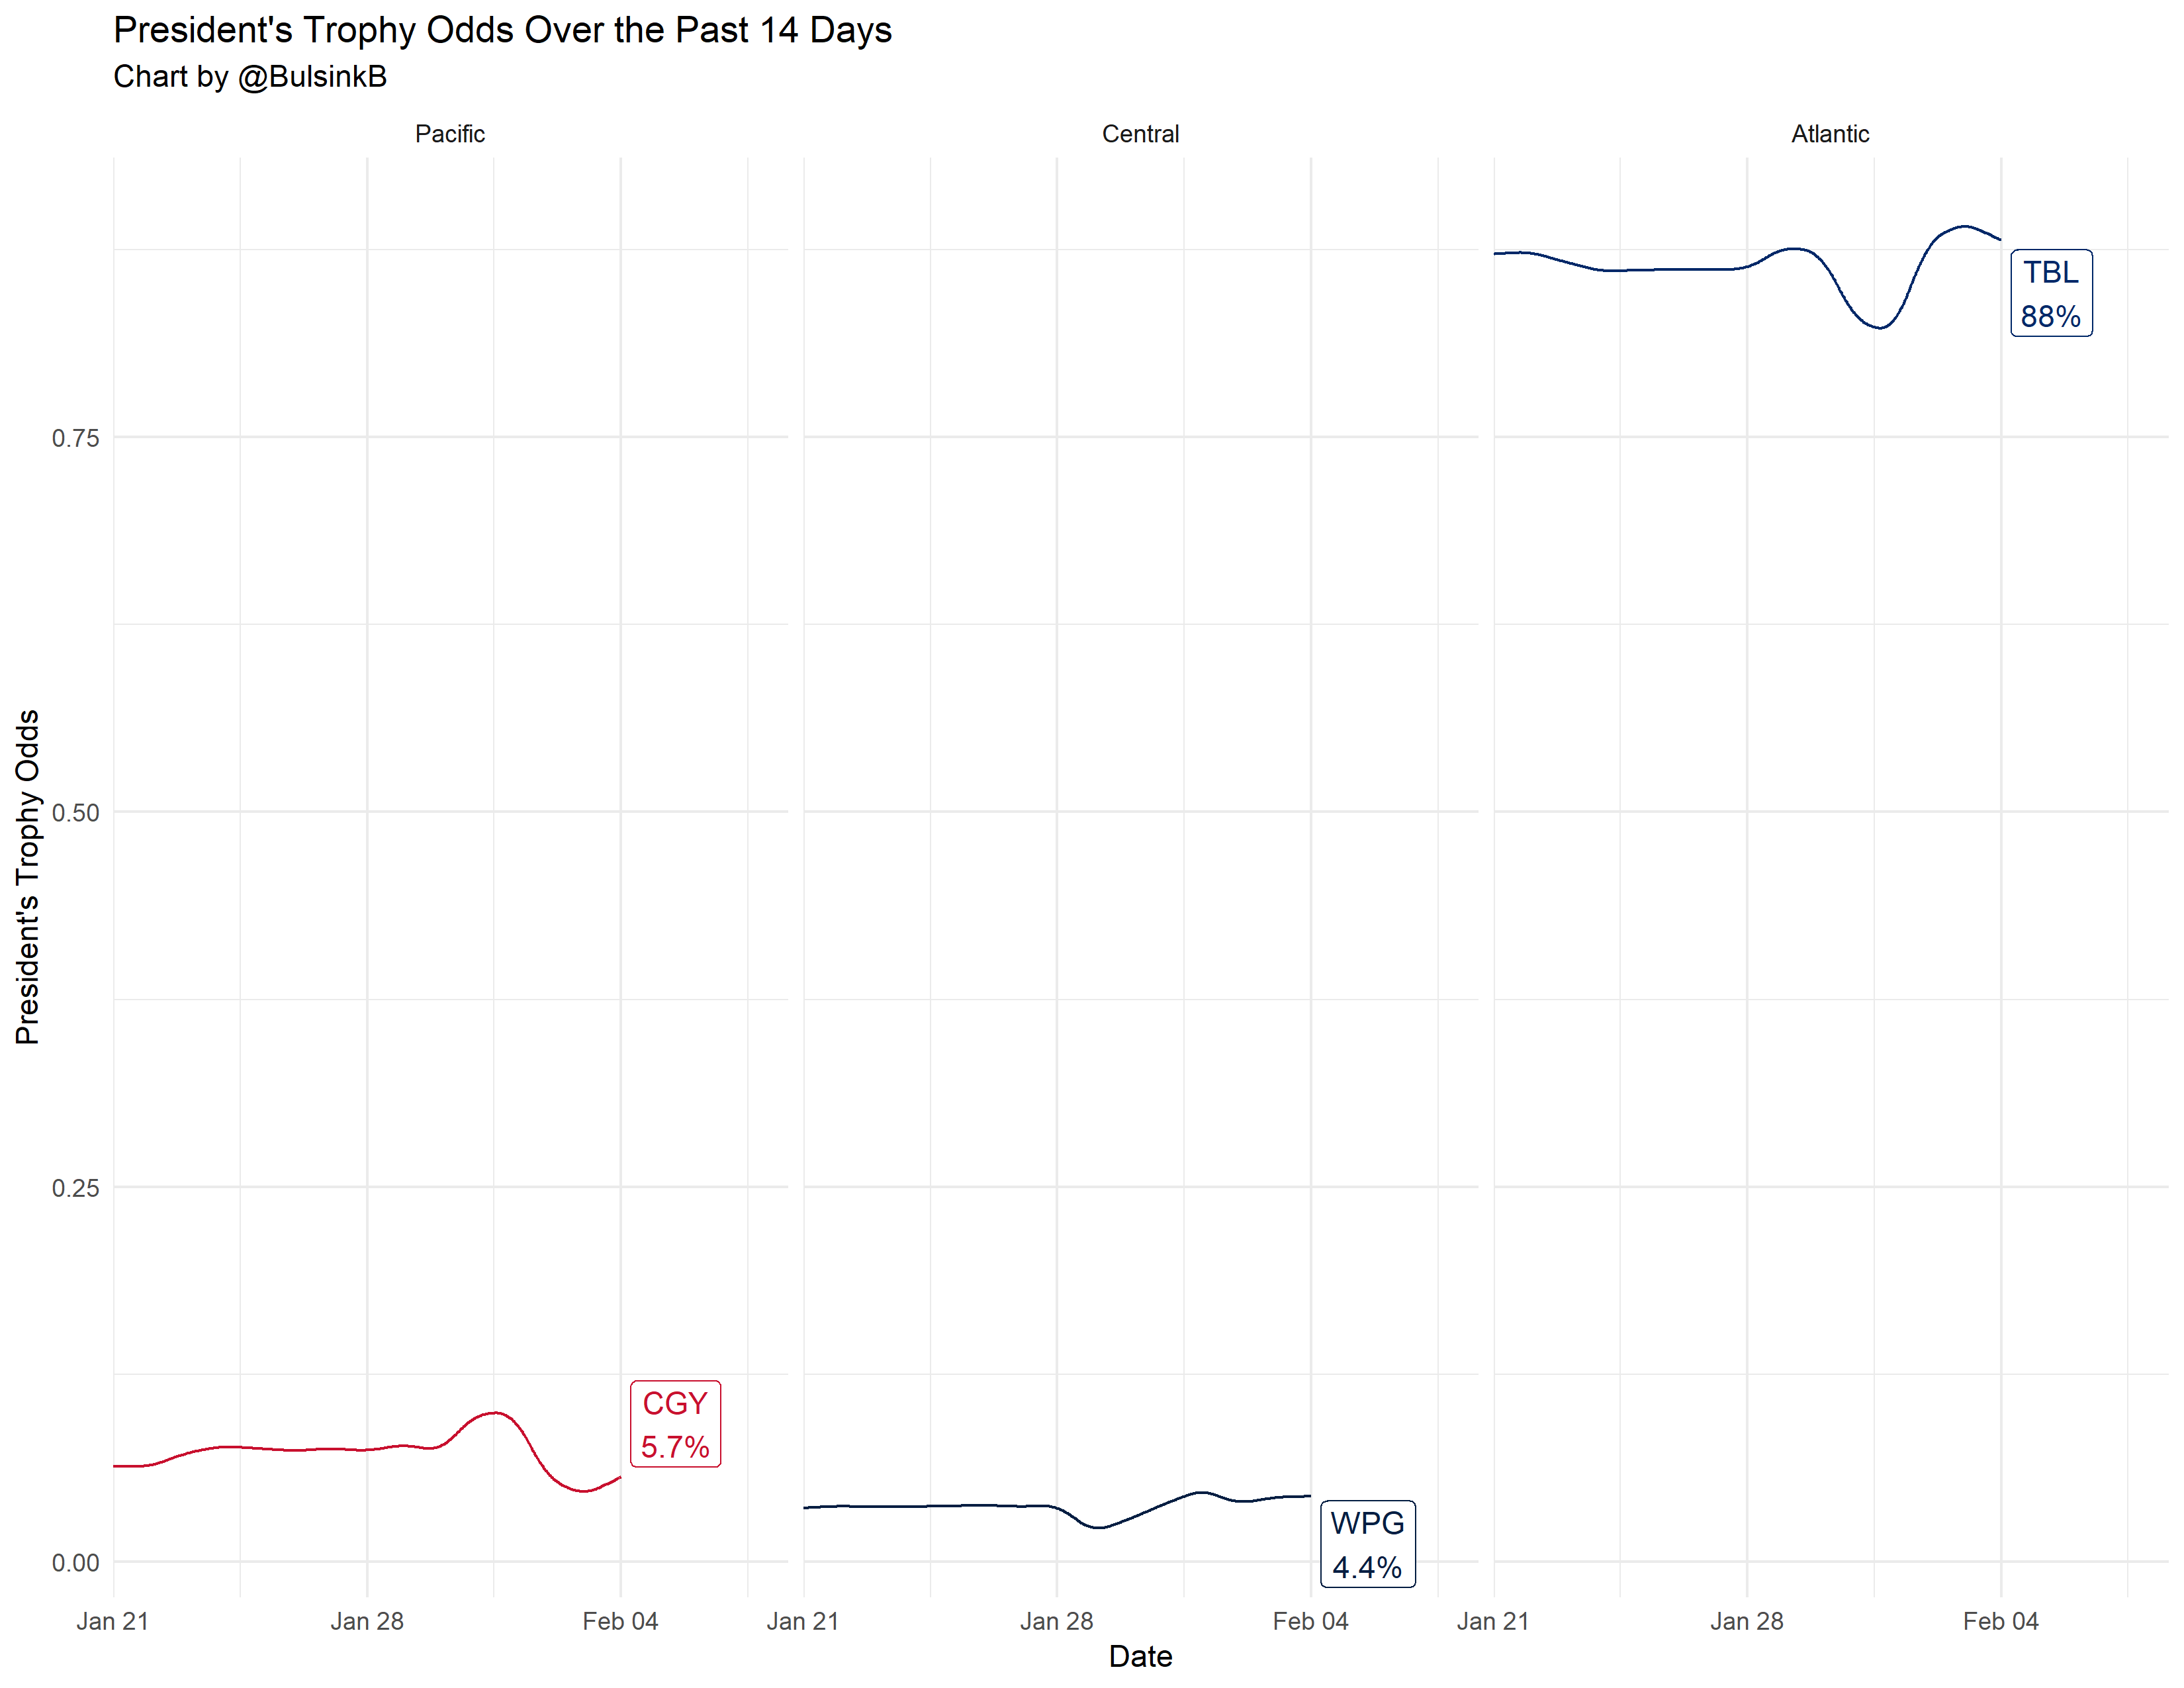 President's Trophy Odds Over the Past 14 Days
Chart by @BulsinkB
Pacific
Central
Atlantic
TBL
88%
0.75
0.50
0.25
0.00
President's Trophy Odds
CGY
5.7%
WPG
4.4%
Jan 21
Jan 28
Feb 04
Jan 21
Jan 28
Feb 04
Jan 21
Jan 28
Feb 04
Date